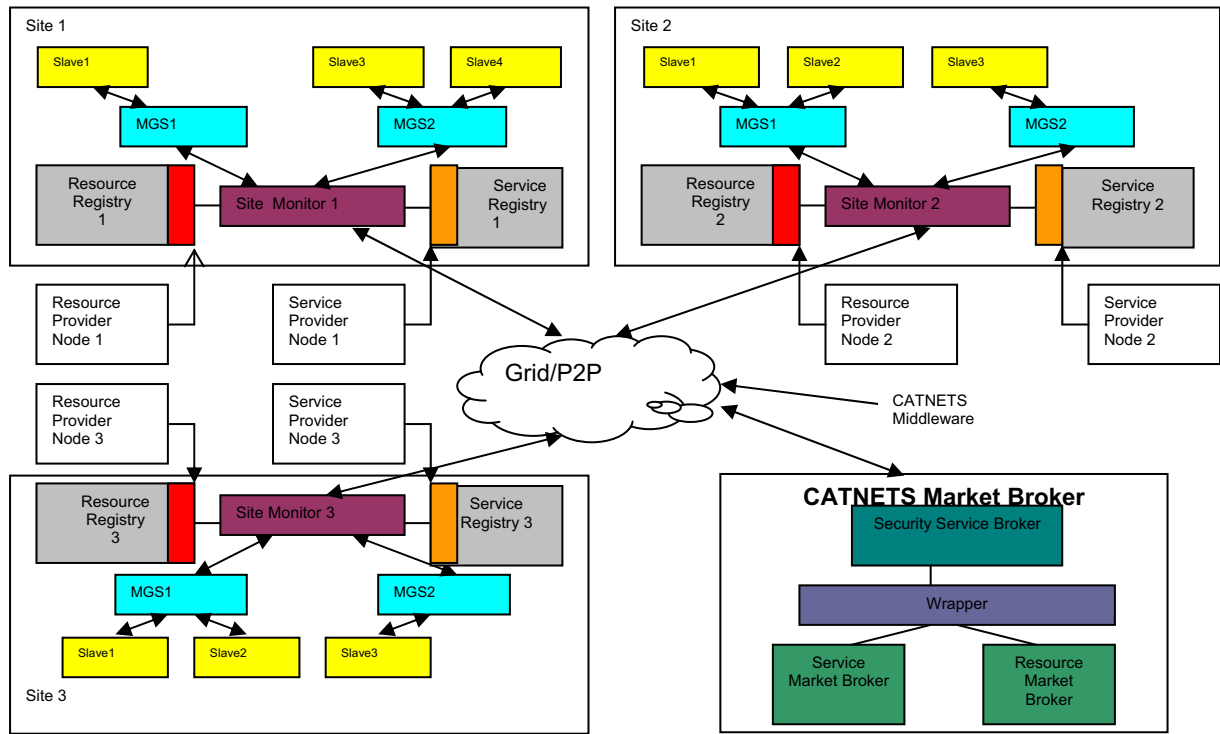 Site 1
Slave1
Slave3
Slave4
MGS1
MGS2
Resource
Registry
1
Site Monitor 1
Service
Registry
1
Site 2
Slave1
Slave2
Slave3
MGS1
MGS2
Resource
Registry
2
Site Monitor 2
Service
Registry 2
Resource
Provider
Node 1
Service
Provider
Node 1
Resource
Provider
Node 2
Service
Provider
Node 2
Grid/P2P
CATNETS
Middleware
Resource
Provider
Node 3
Service
Provider
Node 3
Resource
Registry
3
Site Monitor 3
Service
Registry 3
MGS1
MGS2
Slave1
Slave2
Slave3
Site 3
CATNETS Market Broker
Security Service Broker
Wrapper
Service
Market Broker
Resource
Market
Broker